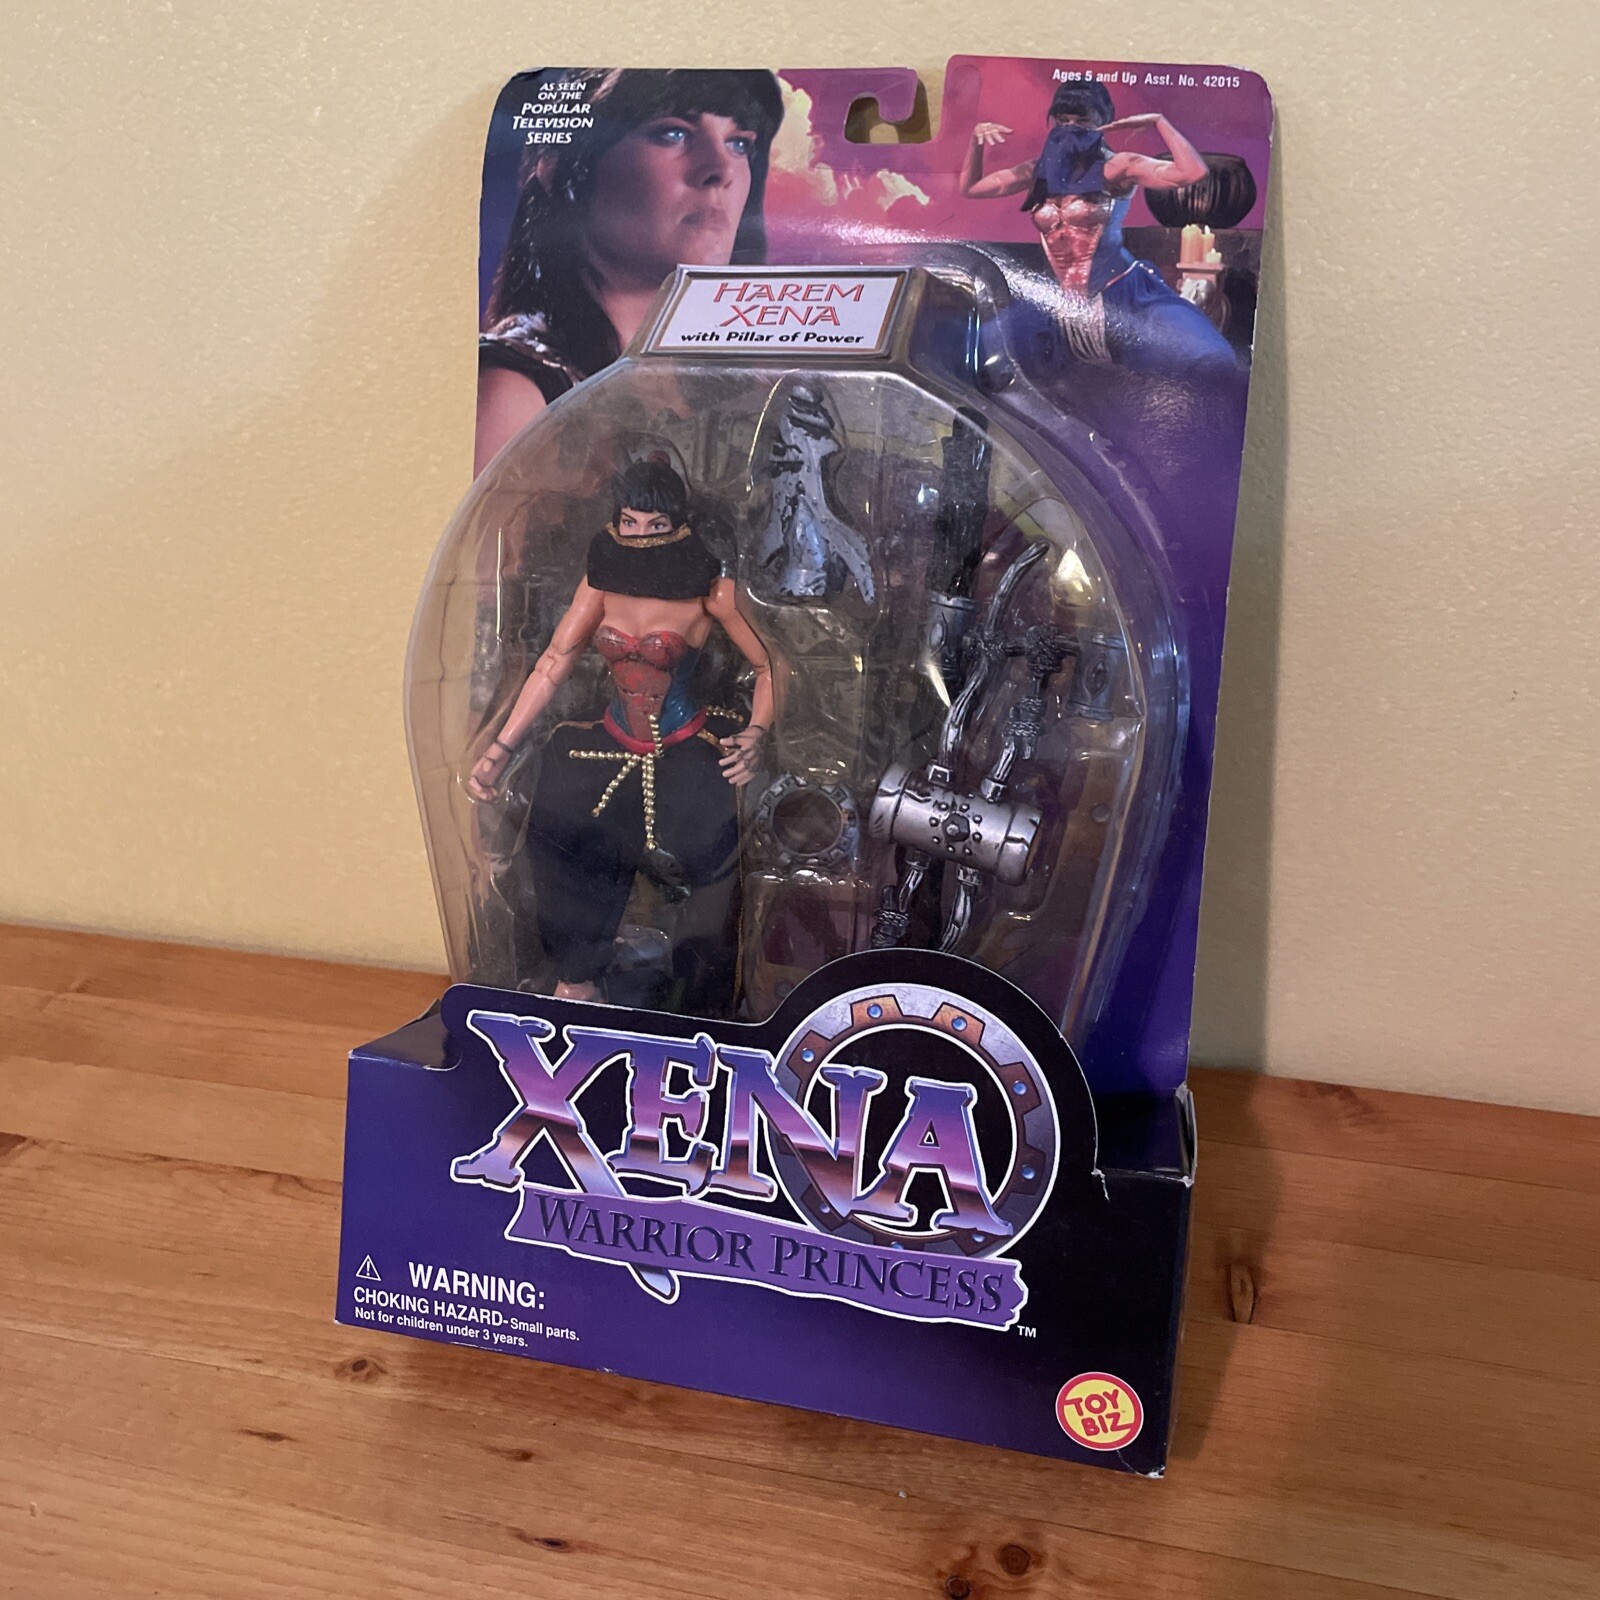 AS SEEN
ON THE
POPULAR
TELEVISION
SERIES
Ages 5 and Up Asst. No. 42015
HAREM
XENA
with Pillar of Power
XENA
WARRIOR PRINCESS
TM
⚠ WARNING:
CHOKING HAZARD-Small parts.
Not for children under 3 years.
TOY
BIZ